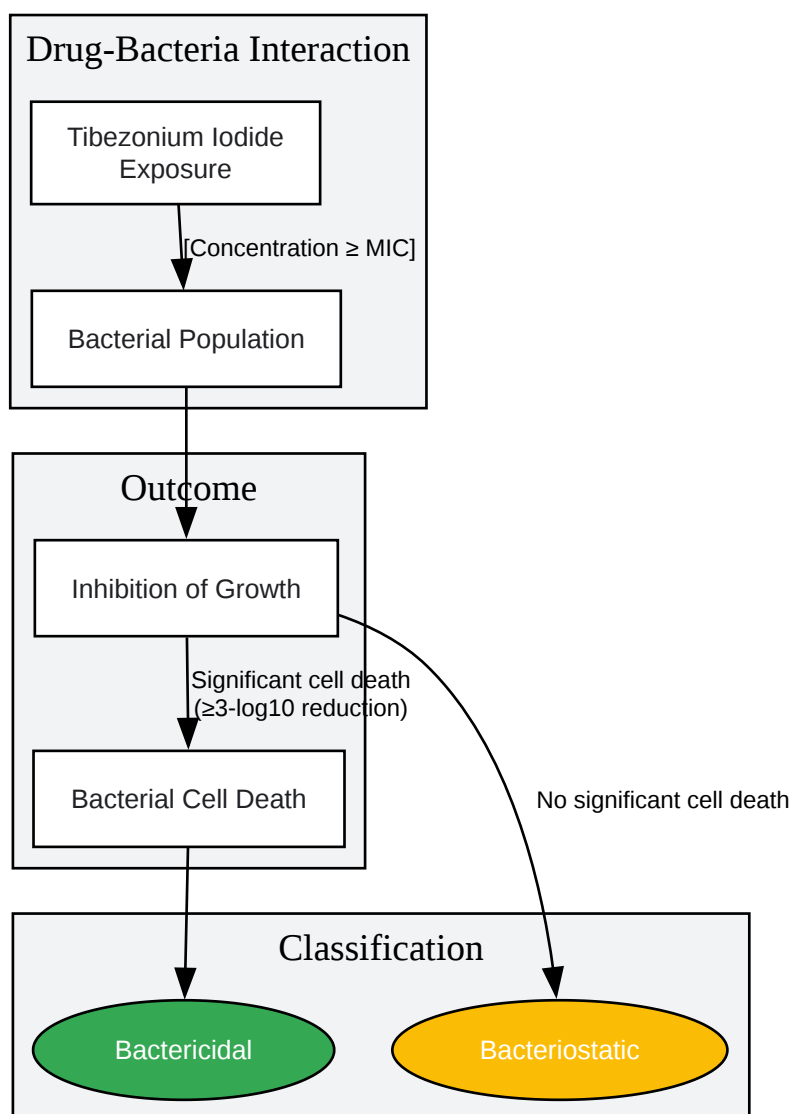 Drug-Bacteria Interaction
Tibezonium Iodide
Exposure
[Concentration ≥ MIC]
Bacterial Population
Outcome
Inhibition of Growth
Significant cell death
(≥3-log10 reduction)
Bacterial Cell Death
No significant cell death
Classification
Bactericidal
Bacteriostatic